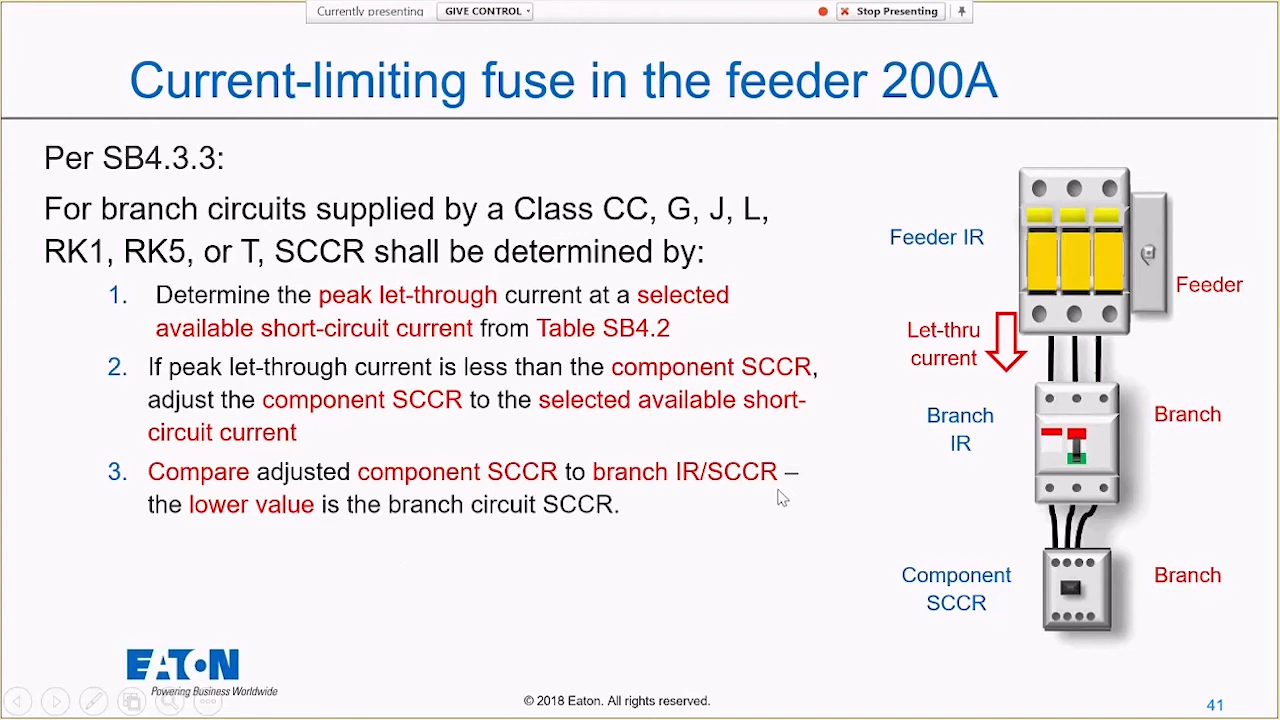 Currently presenting GIVE CONTROL Stop Presenting
Current-limiting fuse in the feeder 200A
Per SB4.3.3:
For branch circuits supplied by a Class CC, G, J, L,
RK1, RK5, or T, SCCR shall be determined by:
1. Determine the peak let-through current at a selected
available short-circuit current from Table SB4.2
2. If peak let-through current is less than the component SCCR,
adjust the component SCCR to the selected available short-
circuit current
3. Compare adjusted component SCCR to branch IR/SCCR –
the lower value is the branch circuit SCCR.
Feeder IR
Feeder
Let-thru
current
Branch
IR
Branch
Component
SCCR
Branch
EATON
Powering Business Worldwide
© 2018 Eaton. All rights reserved.
41